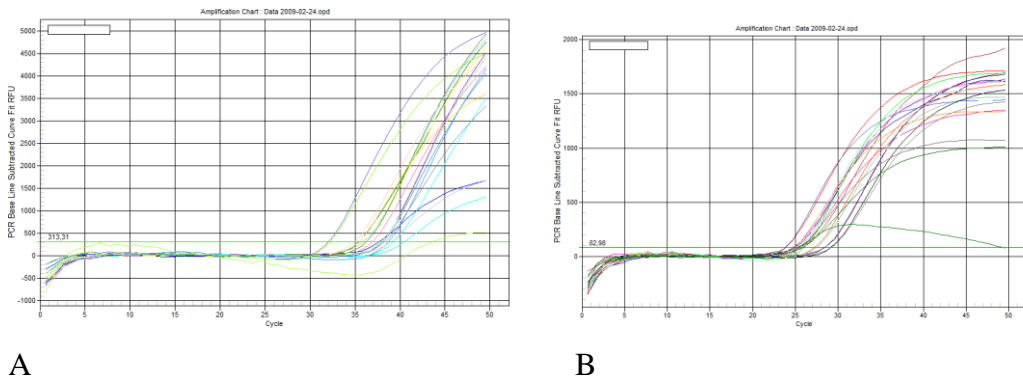 Amplification Chart : Data 2009-02-24.opd
PCR Base Line Subtracted Curve Fit RFU
5000
4500
4000
3500
3000
2500
2000
1500
1000
500
0
-500
-1000
313,31
0 5 10 15 20 25 30 35 40 45 50
Cycle
A
Amplification Chart : Data 2009-02-24.opd
PCR Base Line Subtracted Curve Fit RFU
2000
1500
1000
500
0
82,98
0 5 10 15 20 25 30 35 40 45 50
Cycle
B